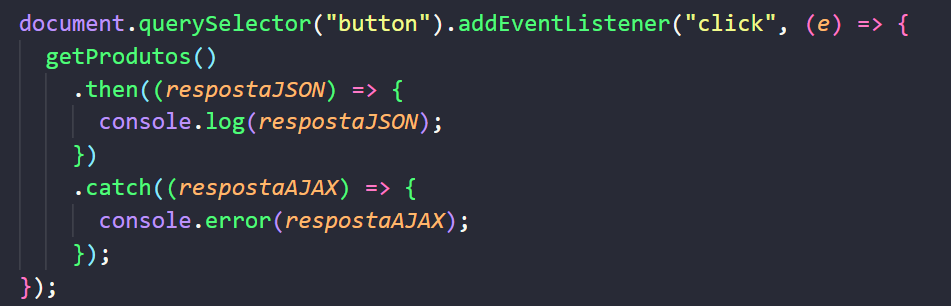 document.querySelector("button").addEventListener("click", (e) => {
  getProdutos()
    .then((respostaJSON) => {
      console.log(respostaJSON);
    })
    .catch((respostaAJAX) => {
      console.error(respostaAJAX);
    });
});